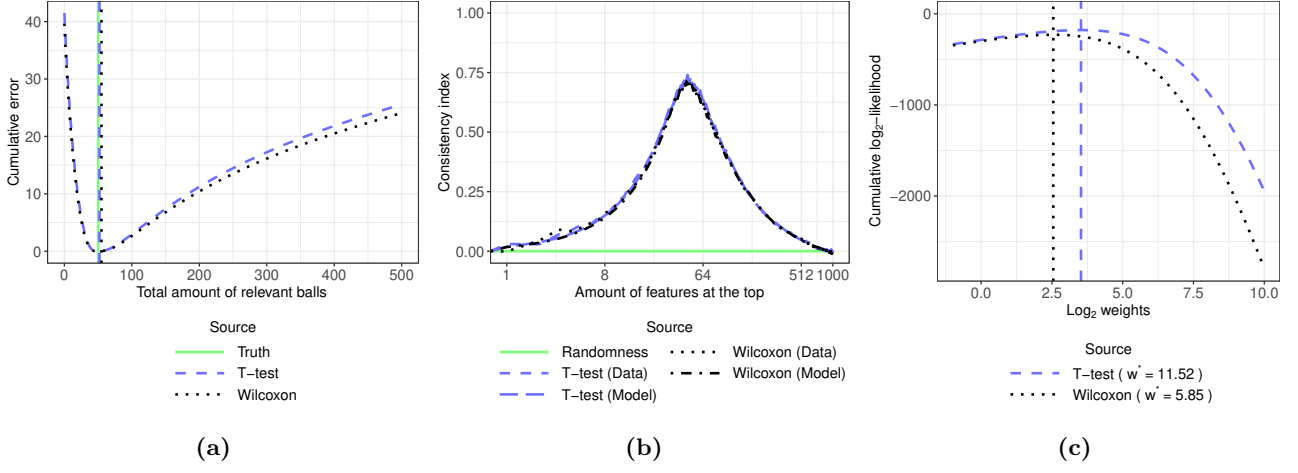 Cumulative error
40
30
20
10
0
0 100 200 300 400 500
Total amount of relevant balls
Source
Truth
T−test
Wilcoxon
(a)
Consistency index
1.00
0.75
0.50
0.25
0.00
1 8 64 512 1000
Amount of features at the top
Source
Randomness
T−test (Data)
T−test (Model)
Wilcoxon (Data)
Wilcoxon (Model)
(b)
Cumulative log₂−likelihood
0
−1000
−2000
0.0 2.5 5.0 7.5 10.0
Log₂ weights
Source
T−test ( w* = 11.52 )
Wilcoxon ( w* = 5.85 )
(c)